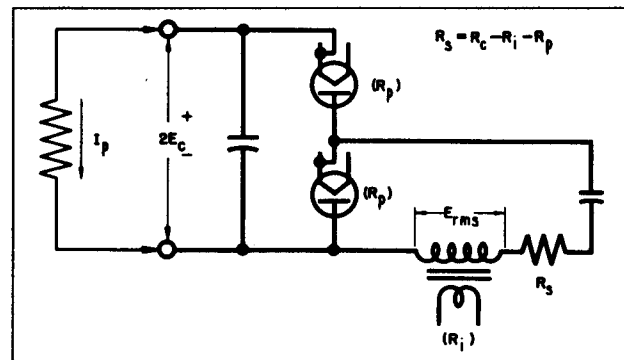 R_s = R_c − R_i − R_p
(R_p)
I_p
+
2E_c
−
(R_p)
E_rms
R_s
(R_i)